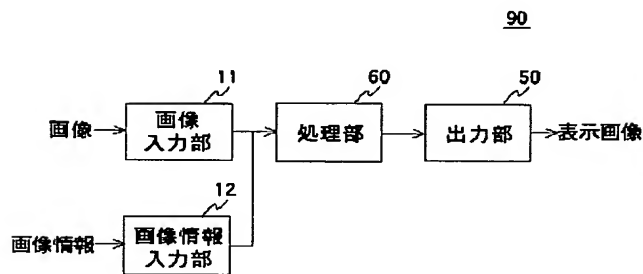 90
11
60
50
画像
画像
入力部
処理部
出力部
表示画像
12
画像情報
画像情報
入力部